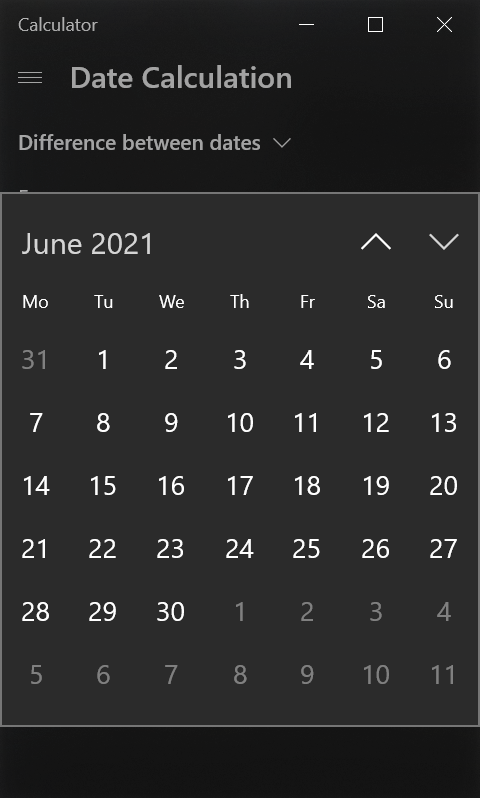 Calculator
Date Calculation
Difference between dates
June 2021
Mo Tu We Th Fr Sa Su
31 1 2 3 4 5 6
7 8 9 10 11 12 13
14 15 16 17 18 19 20
21 22 23 24 25 26 27
28 29 30 1 2 3 4
5 6 7 8 9 10 11